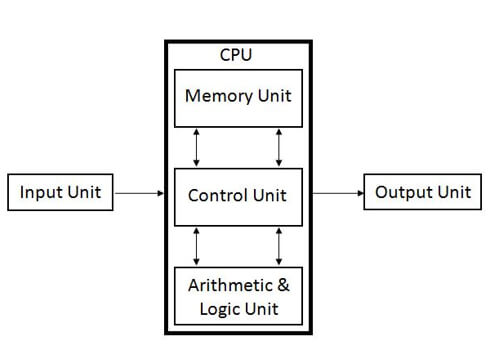 CPU
Memory Unit
Input Unit
Control Unit
Output Unit
Arithmetic &
Logic Unit